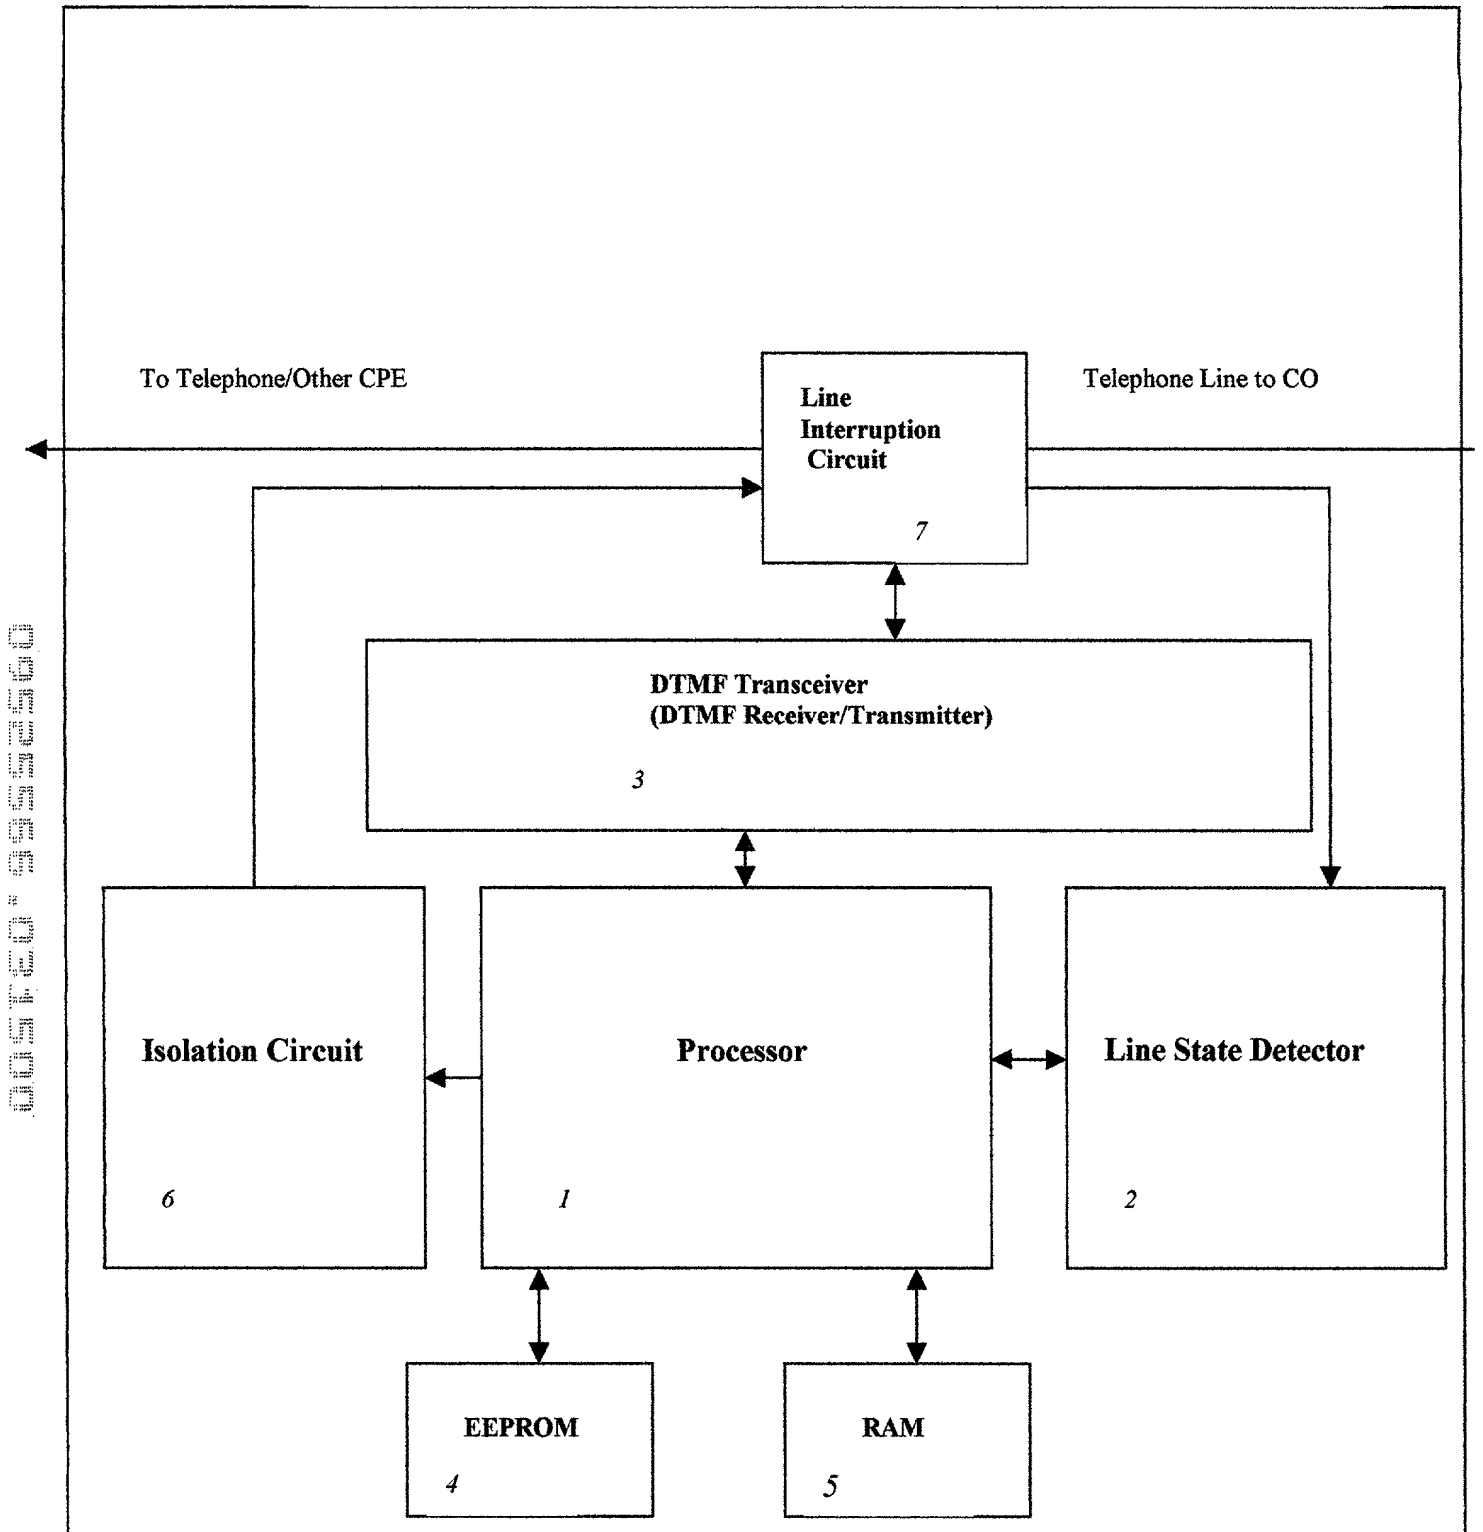 To Telephone/Other CPE
Telephone Line to CO
Line
Interruption
Circuit
7
DTMF Transceiver
(DTMF Receiver/Transmitter)
3
Isolation Circuit
6
Processor
1
Line State Detector
2
EEPROM
4
RAM
5